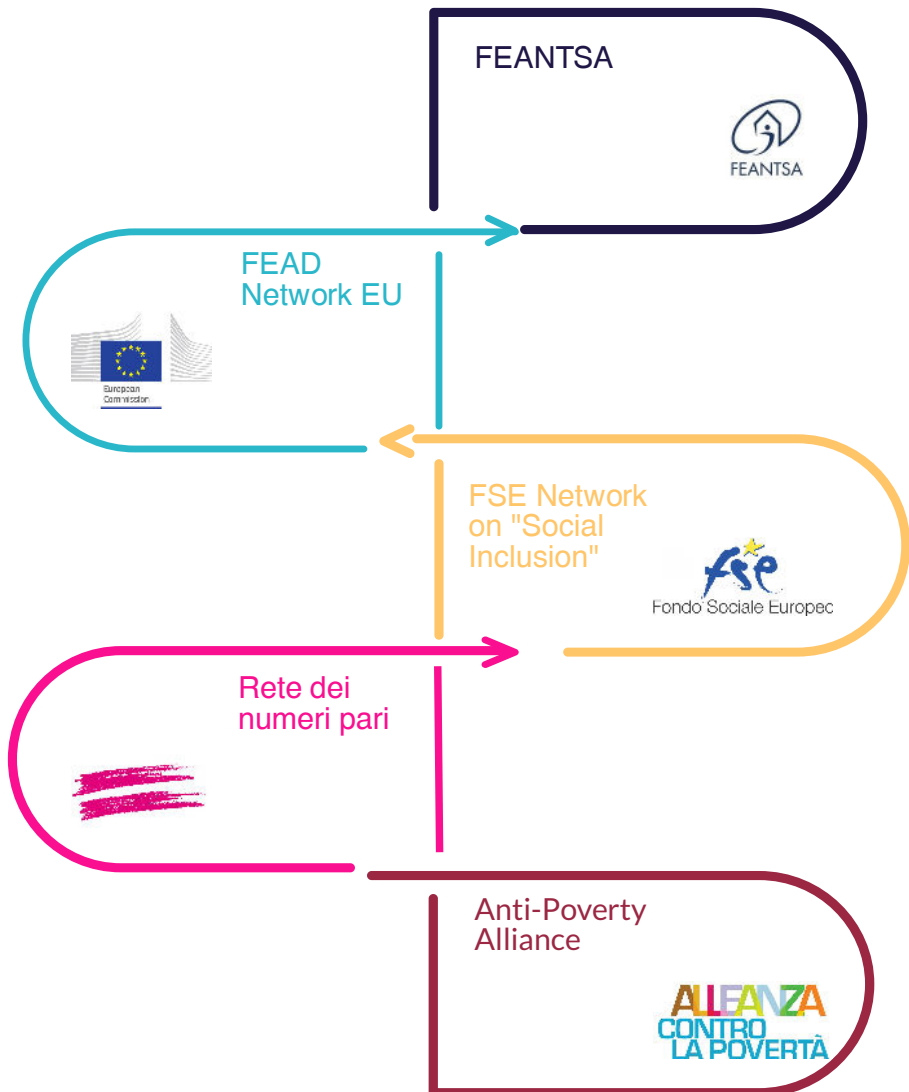 FEANTSA
FEANTSA
FEAD
Network EU
European
Commission
FSE Network
on "Social
Inclusion"
fse
Fondo Sociale Europeo
Rete dei
numeri pari
Anti-Poverty
Alliance
ALLEANZA
CONTRO
LA POVERTÀ